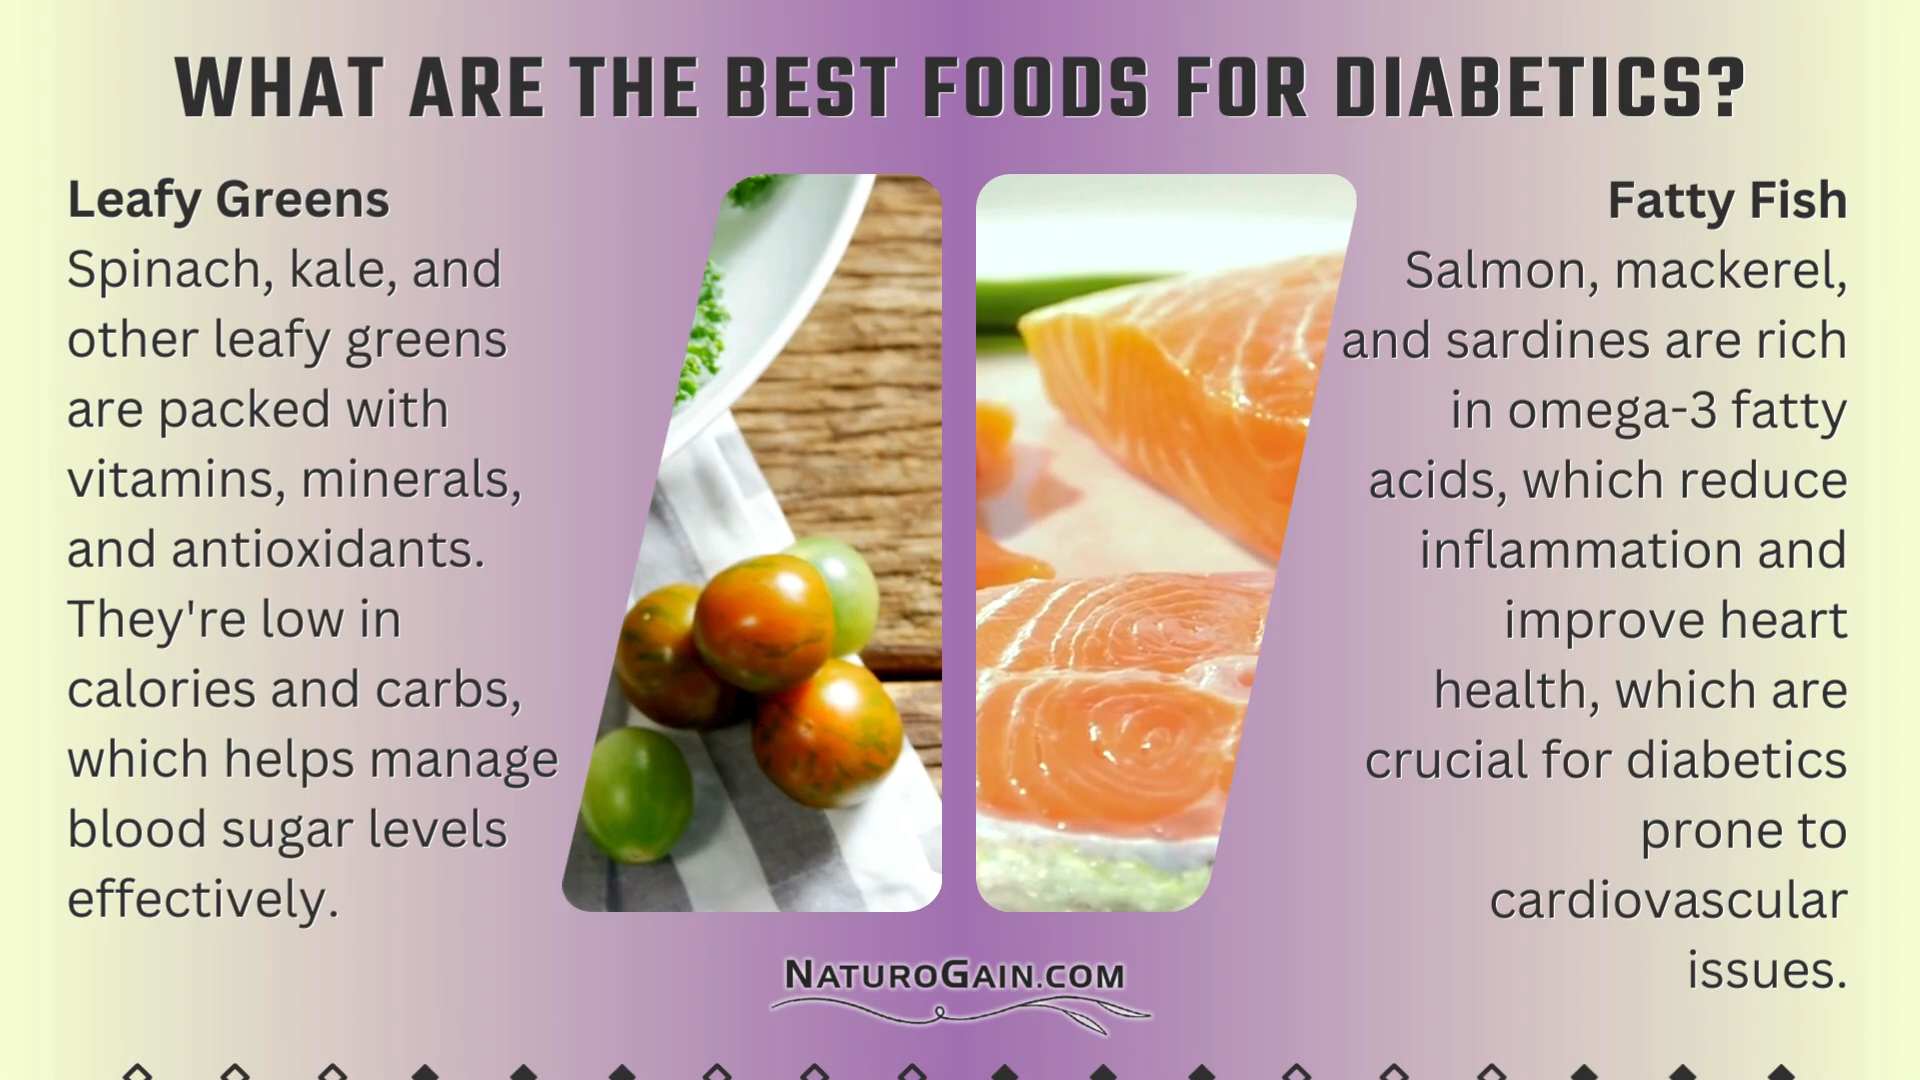 WHAT ARE THE BEST FOODS FOR DIABETICS?
Leafy Greens
Spinach, kale, and
other leafy greens
are packed with
vitamins, minerals,
and antioxidants.
They're low in
calories and carbs,
which helps manage
blood sugar levels
effectively.
Fatty Fish
Salmon, mackerel,
and sardines are rich
in omega-3 fatty
acids, which reduce
inflammation and
improve heart
health, which are
crucial for diabetics
prone to
cardiovascular
issues.
NATUROGAIN.COM